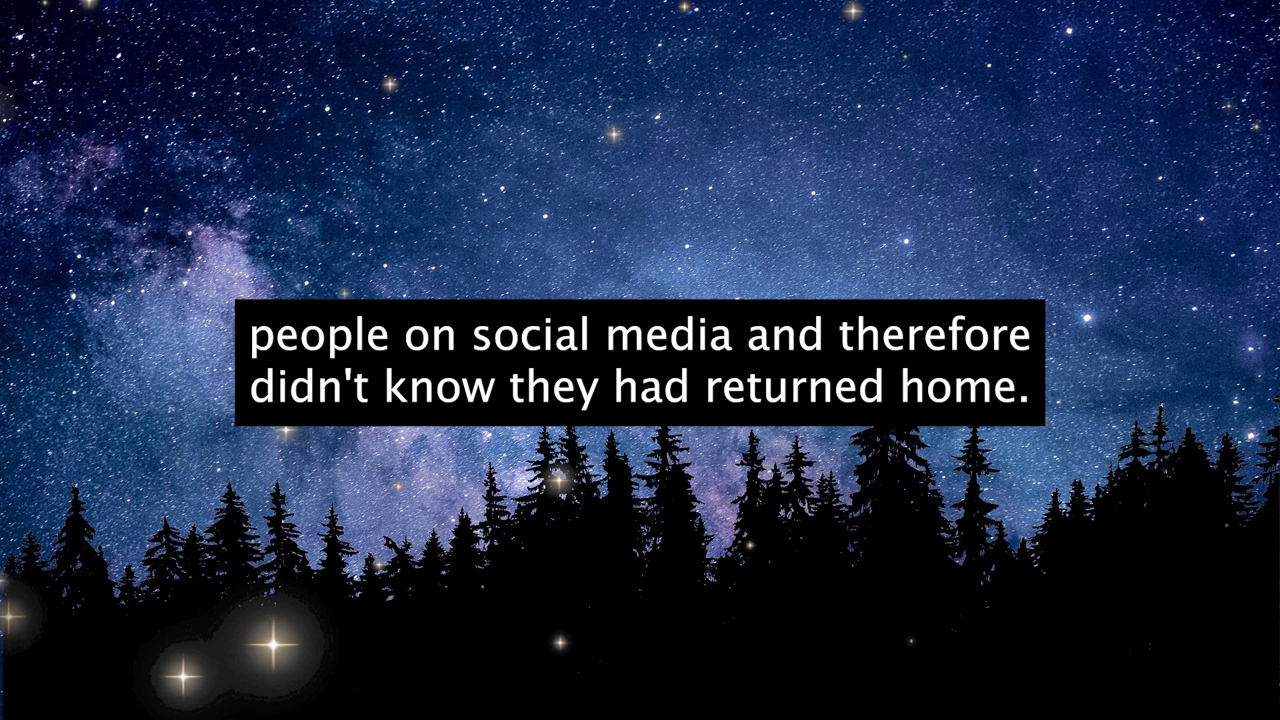 people on social media and therefore
didn't know they had returned home.